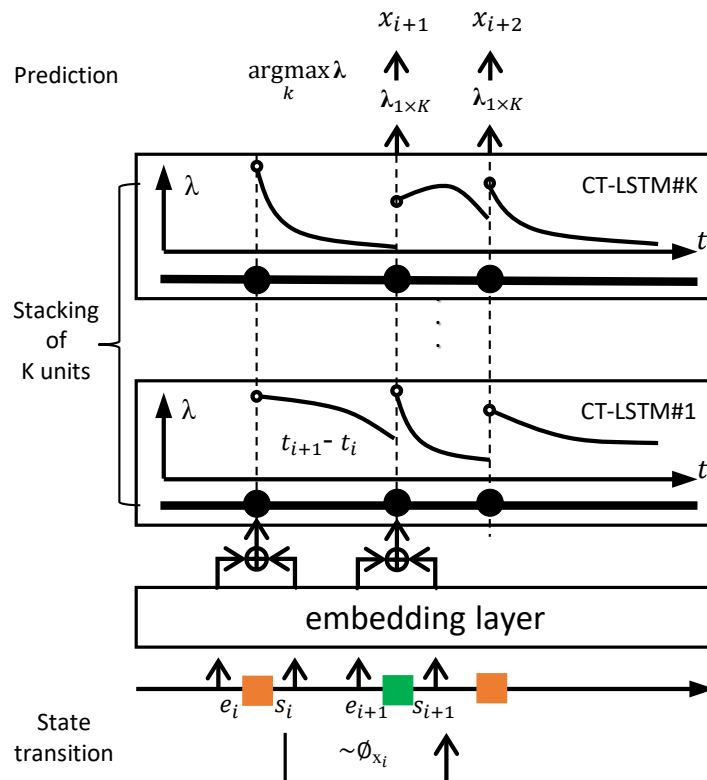 x_{i+1} x_{i+2}
Prediction
argmax λ
k
λ_{1×K} λ_{1×K}
λ
CT-LSTM#K
t
Stacking
of
K units
.
.
.
λ
CT-LSTM#1
t_{i+1} - t_i
t
embedding layer
e_i s_i e_{i+1} s_{i+1}
State
transition
~∅_{x_i}